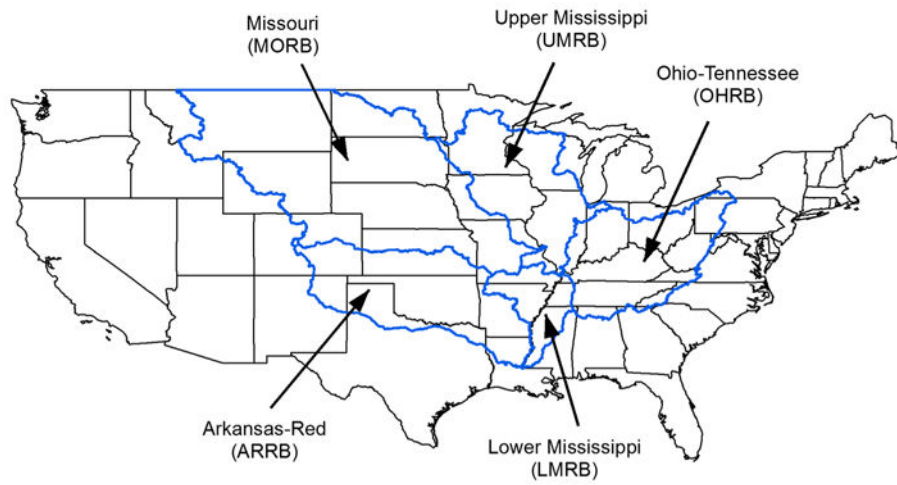 Missouri
(MORB)
Upper Mississippi
(UMRB)
Ohio-Tennessee
(OHRB)
Arkansas-Red
(ARRB)
Lower Mississippi
(LMRB)